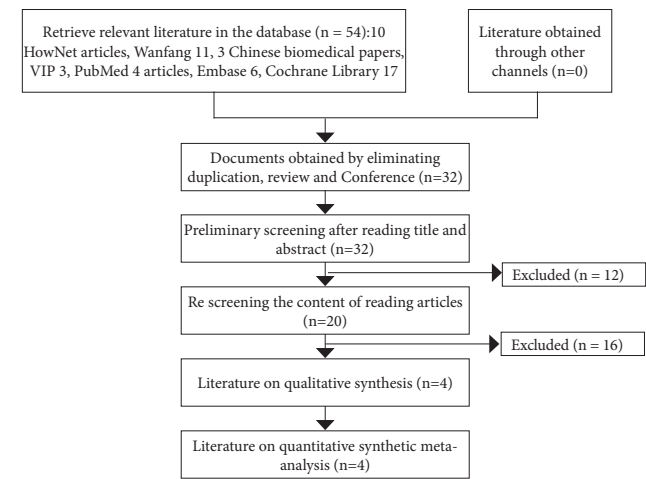 Retrieve relevant literature in the database (n = 54):10
HowNet articles, Wanfang 11, 3 Chinese biomedical papers,
VIP 3, PubMed 4 articles, Embase 6, Cochrane Library 17
Literature obtained
through other
channels (n=0)
Documents obtained by eliminating
duplication, review and Conference (n=32)
Preliminary screening after reading title and
abstract (n=32)
Excluded (n = 12)
Re screening the content of reading articles
(n=20)
Excluded (n = 16)
Literature on qualitative synthesis (n=4)
Literature on quantitative synthetic meta-
analysis (n=4)